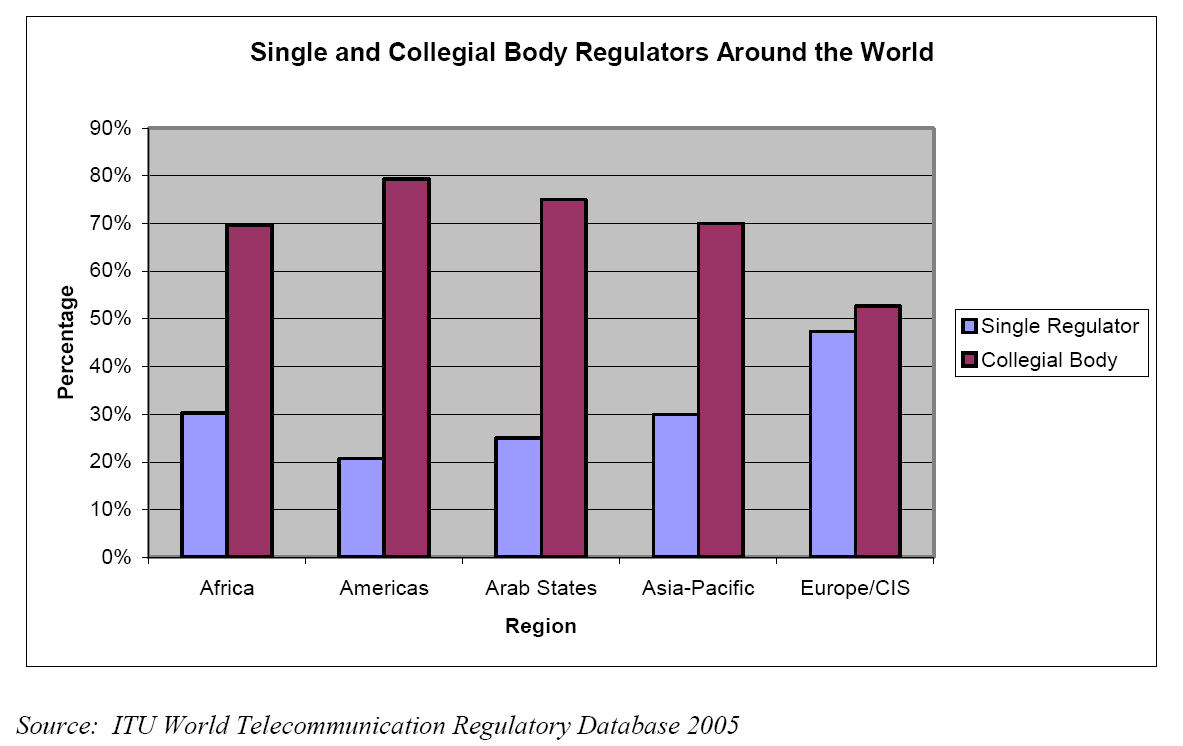 Single and Collegial Body Regulators Around the World
90%
80%
70%
60%
50%
40%
30%
20%
10%
0%
Percentage
Africa
Americas
Arab States
Asia-Pacific
Europe/CIS
Region
Single Regulator
Collegial Body
Source:  ITU World Telecommunication Regulatory Database 2005